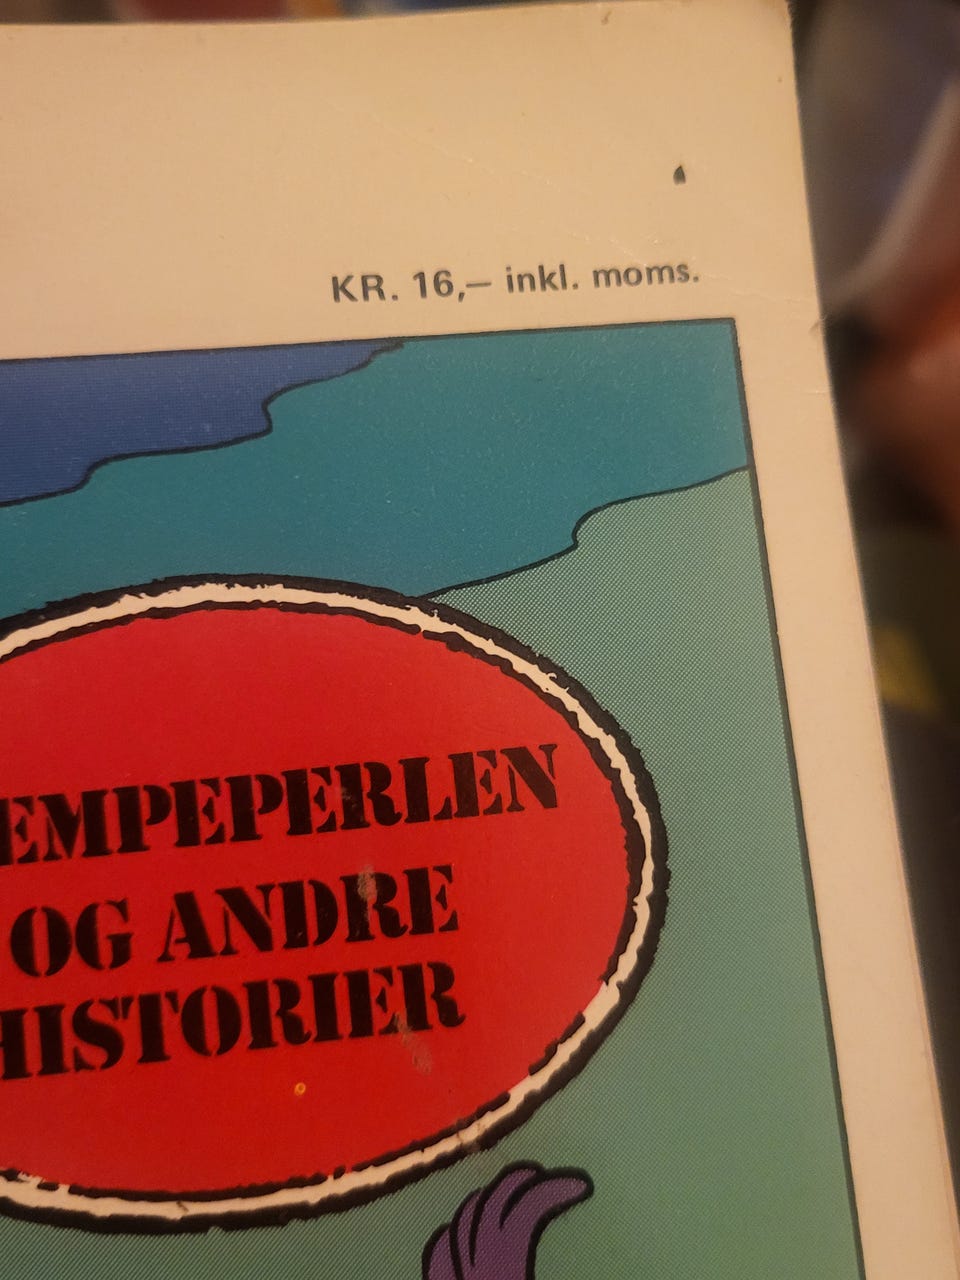 KR. 16,– inkl. moms.
EMPEPERLEN
OG ANDRE
HISTORIER